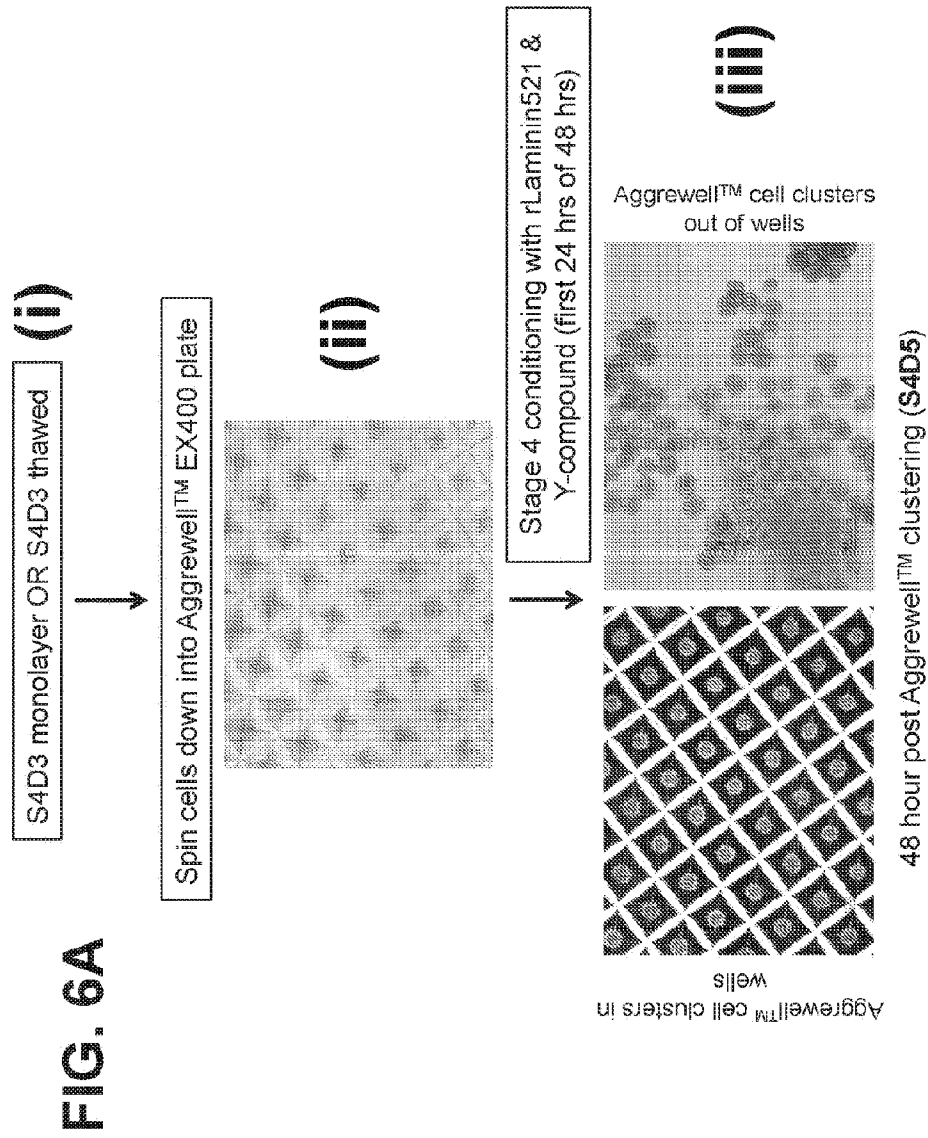 FIG. 6A
S4D3 monolayer OR S4D3 thawed
(i)
Spin cells down into Aggrewell™ EX400 plate
(ii)
Stage 4 conditioning with rLaminin521 &
Y-compound (first 24 hrs of 48 hrs)
(iii)
Aggrewell™ cell clusters in
wells
Aggrewell™ cell clusters
out of wells
48 hour post Aggrewell™ clustering (S4D5)